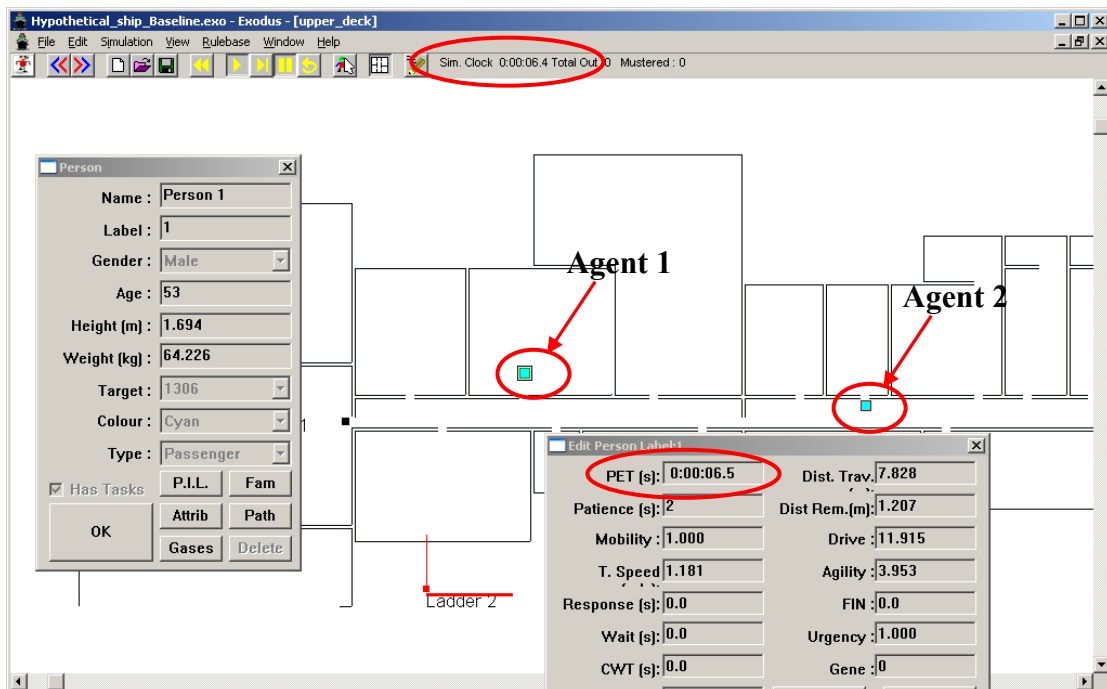 Hypothetical_ship_Baseline.exo - Exodus - [upper_deck]
File Edit Simulation View Rulebase Window Help
Sim. Clock 0:00:06.4 Total Out 0 Mustered : 0
Person
Name : Person 1
Label : 1
Gender : Male
Age : 53
Height (m) : 1.694
Weight (kg) : 64.226
Target : 1306
Colour : Cyan
Type : Passenger
Has Tasks P.I.L. Fam
OK Attrib Path
Gases Delete
Agent 1
Agent 2
1
Ladder 2
Edit Person Label:1
PET (s): 0:00:06.5 Dist. Trav. 7.828
Patience (s): 2 Dist Rem.(m): 1.207
Mobility : 1.000 Drive : 11.915
T. Speed 1.181 Agility : 3.953
Response (s): 0.0 FIN : 0.0
Wait (s): 0.0 Urgency : 1.000
CWT (s): 0.0 Gene : 0